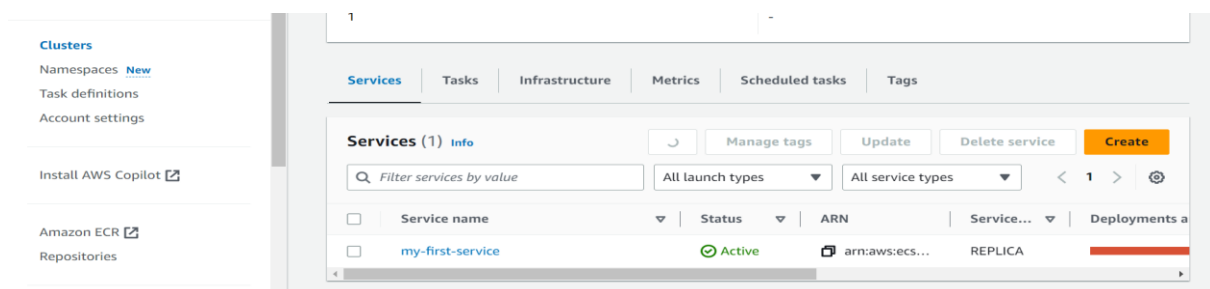 1 -
Clusters
Namespaces New
Task definitions
Account settings
Install AWS Copilot
Amazon ECR
Repositories
Services Tasks Infrastructure Metrics Scheduled tasks Tags
Services (1) Info Manage tags Update Delete service Create
Filter services by value All launch types All service types < 1 >
Service name Status ARN Service... Deployments a
my-first-service Active arn:aws:ecs... REPLICA